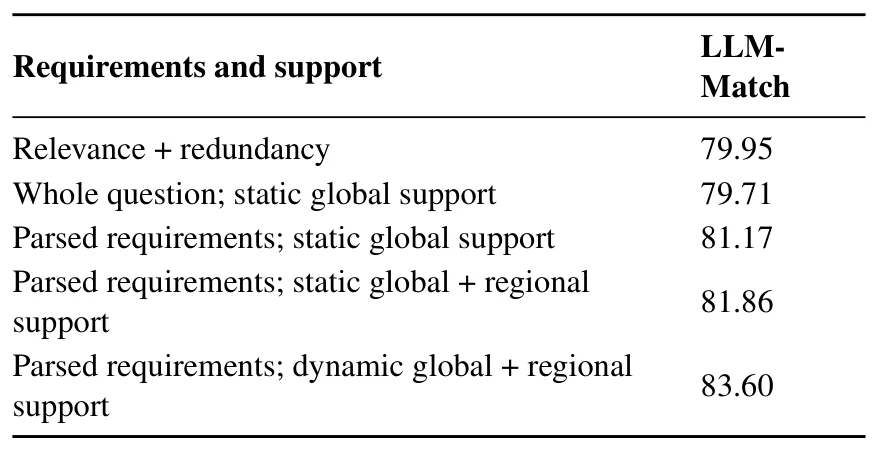 Requirements and support LLM-
Match
Relevance + redundancy 79.95
Whole question; static global support 79.71
Parsed requirements; static global support 81.17
Parsed requirements; static global + regional
support 81.86
Parsed requirements; dynamic global + regional
support 83.60